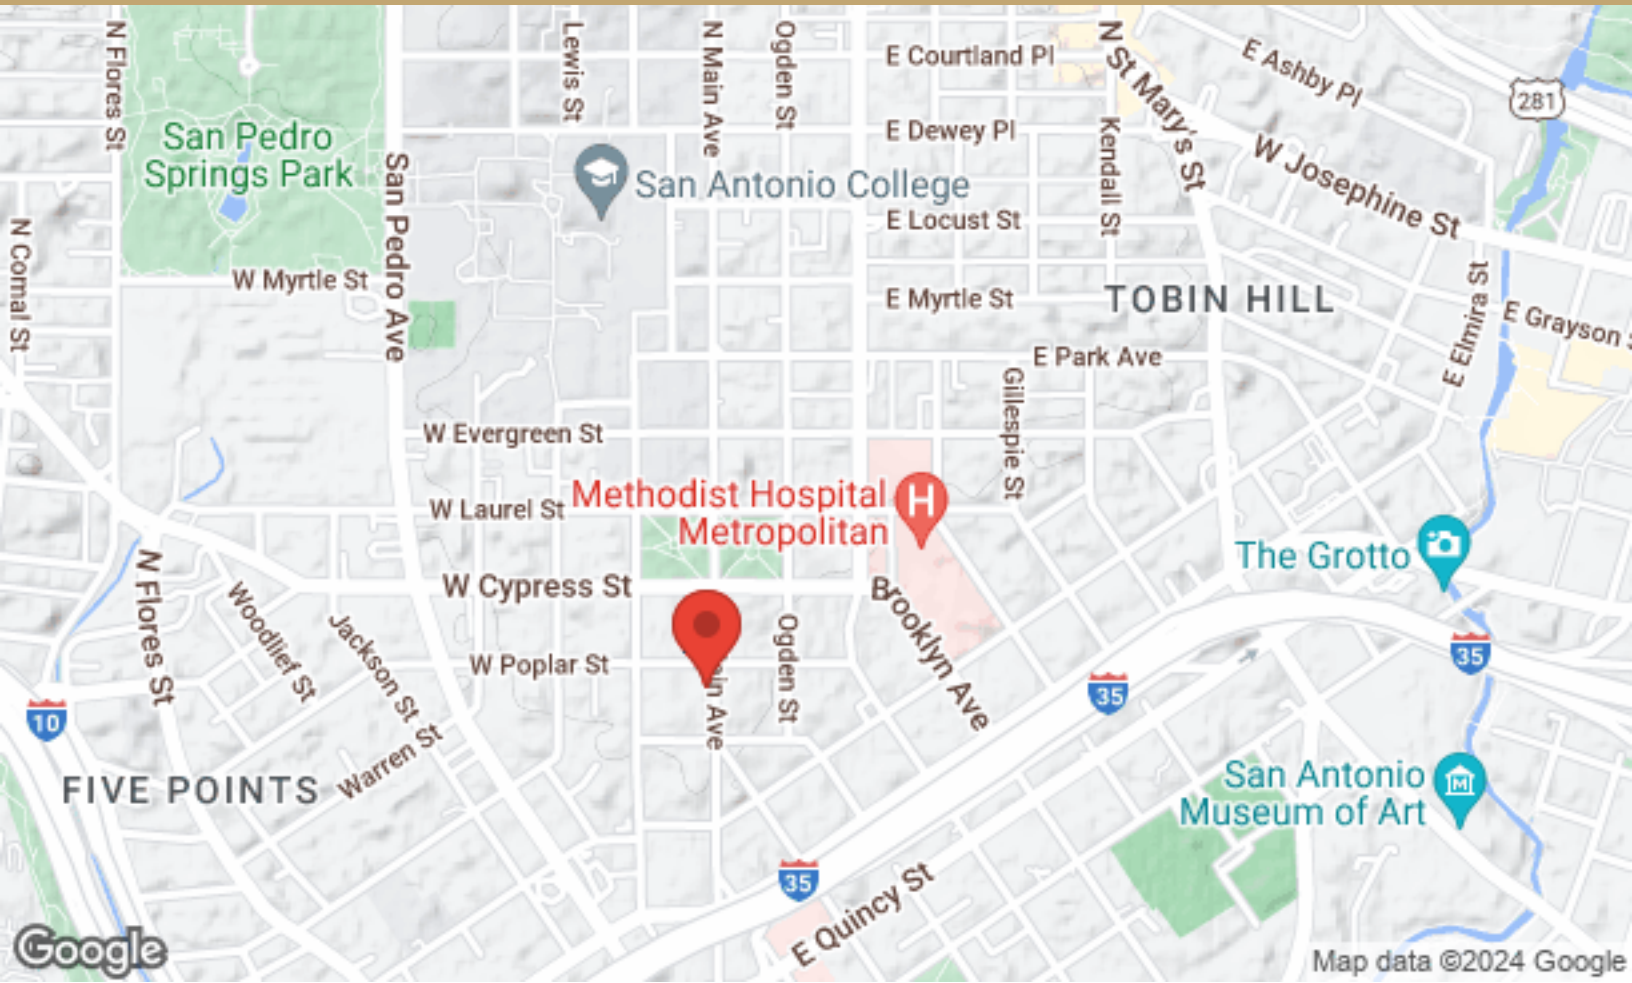 N Flores St
Lewis St
N Main Ave
Ogden St
E Courtland Pl
N St Mary's St
E Ashby Pl
281
San Pedro
Springs Park
San Pedro Ave
San Antonio College
E Dewey Pl
Kendall St
W Josephine St
N Comal St
E Locust St
W Myrtle St
E Myrtle St
TOBIN HILL
E Elmira St
E Grayson
E Park Ave
Gillespie St
W Evergreen St
W Laurel St
Methodist Hospital
Metropolitan
H
The Grotto
W Cypress St
Brooklyn Ave
N Flores St
Woodlief St
Jackson St
W Poplar St
Ogden St
Ave
35
35
10
Warren St
FIVE POINTS
San Antonio
Museum of Art
M
35
E Quincy St
Google
Map data ©2024 Google